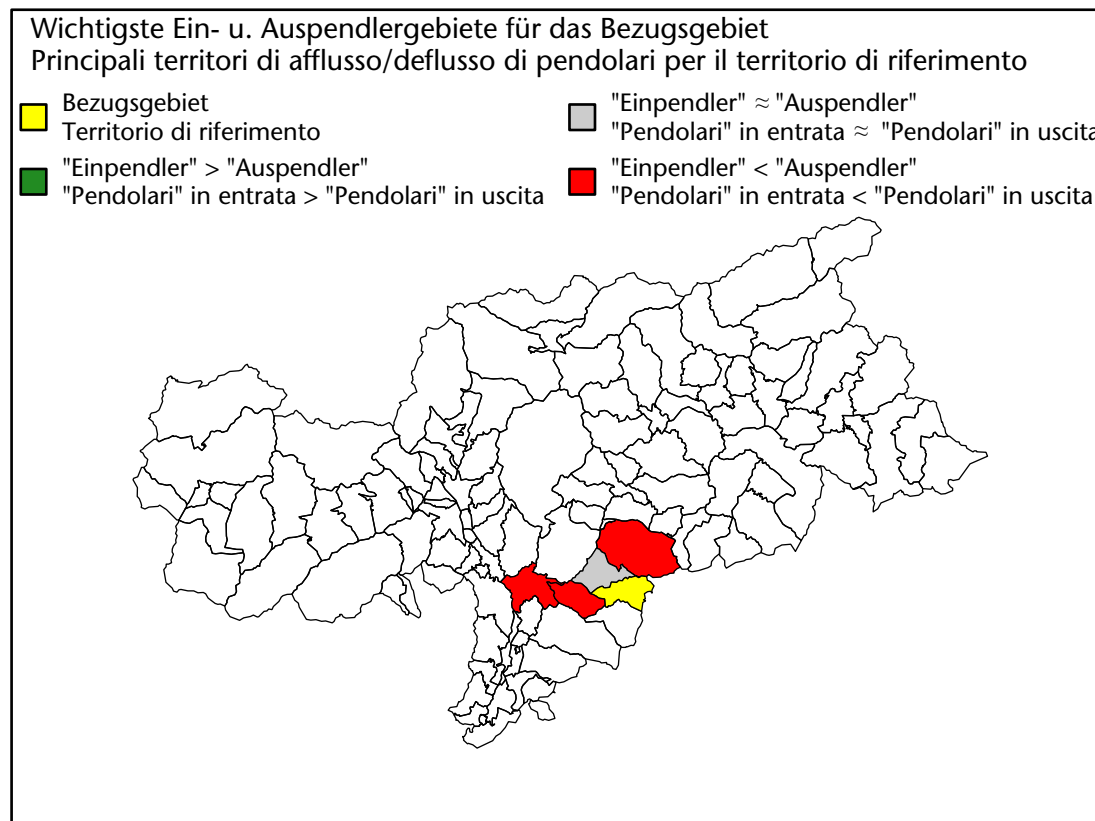 Wichtigste Ein- u. Auspendlergebiete für das Bezugsgebiet
Principali territori di afflusso/deflusso di pendolari per il territorio di riferimento
Bezugsgebiet
Territorio di riferimento
"Einpendler" > "Auspendler"
"Pendolari" in entrata > "Pendolari" in uscita
"Einpendler" ≈ "Auspendler"
"Pendolari" in entrata ≈ "Pendolari" in uscita
"Einpendler" < "Auspendler"
"Pendolari" in entrata < "Pendolari" in uscita